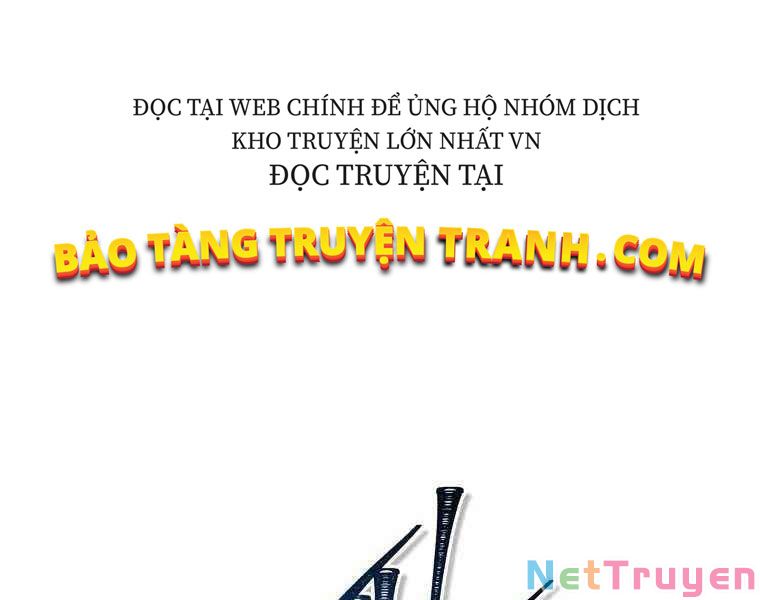 ĐỌC TẠI WEB CHÍNH ĐỂ ỦNG HỘ NHÓM DỊCH
KHO TRUYỆN LỚN NHẤT VN
ĐỌC TRUYỆN TẠI
BẢO TÀNG TRUYỆN TRANH.COM
NetTruyen